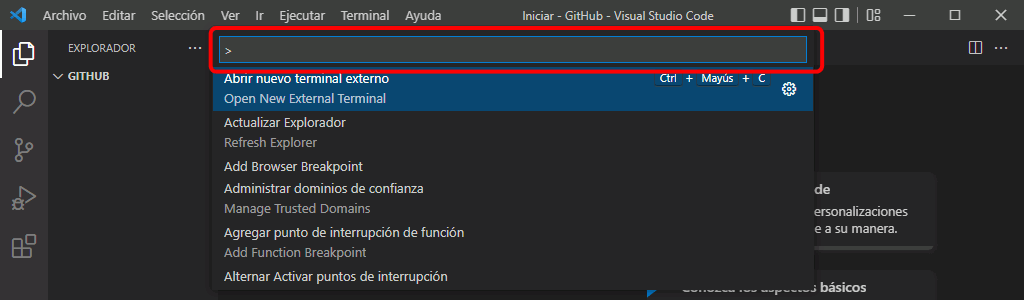 Archivo Editar Selección Ver Ir Ejecutar Terminal Ayuda Iniciar - GitHub - Visual Studio Code
EXPLORADOR ...
GITHUB
>
Abrir nuevo terminal externo Ctrl + Mayús + C
Open New External Terminal
Actualizar Explorador
Refresh Explorer
Add Browser Breakpoint
Administrar dominios de confianza
Manage Trusted Domains
Agregar punto de interrupción de función
Add Function Breakpoint
Alternar Activar puntos de interrupción
de
ersonalizaciones
e a su manera.
Conozca los aspectos básicos